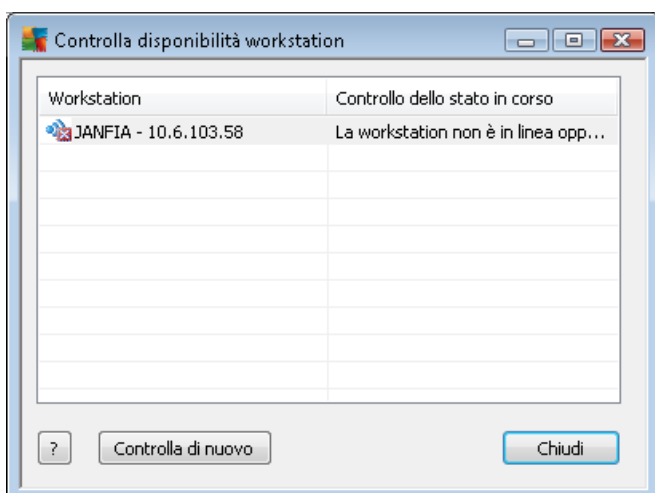 Controlla disponibilità workstation
Workstation Controllo dello stato in corso
JANFIA - 10.6.103.58 La workstation non è in linea opp...
? Controlla di nuovo Chiudi